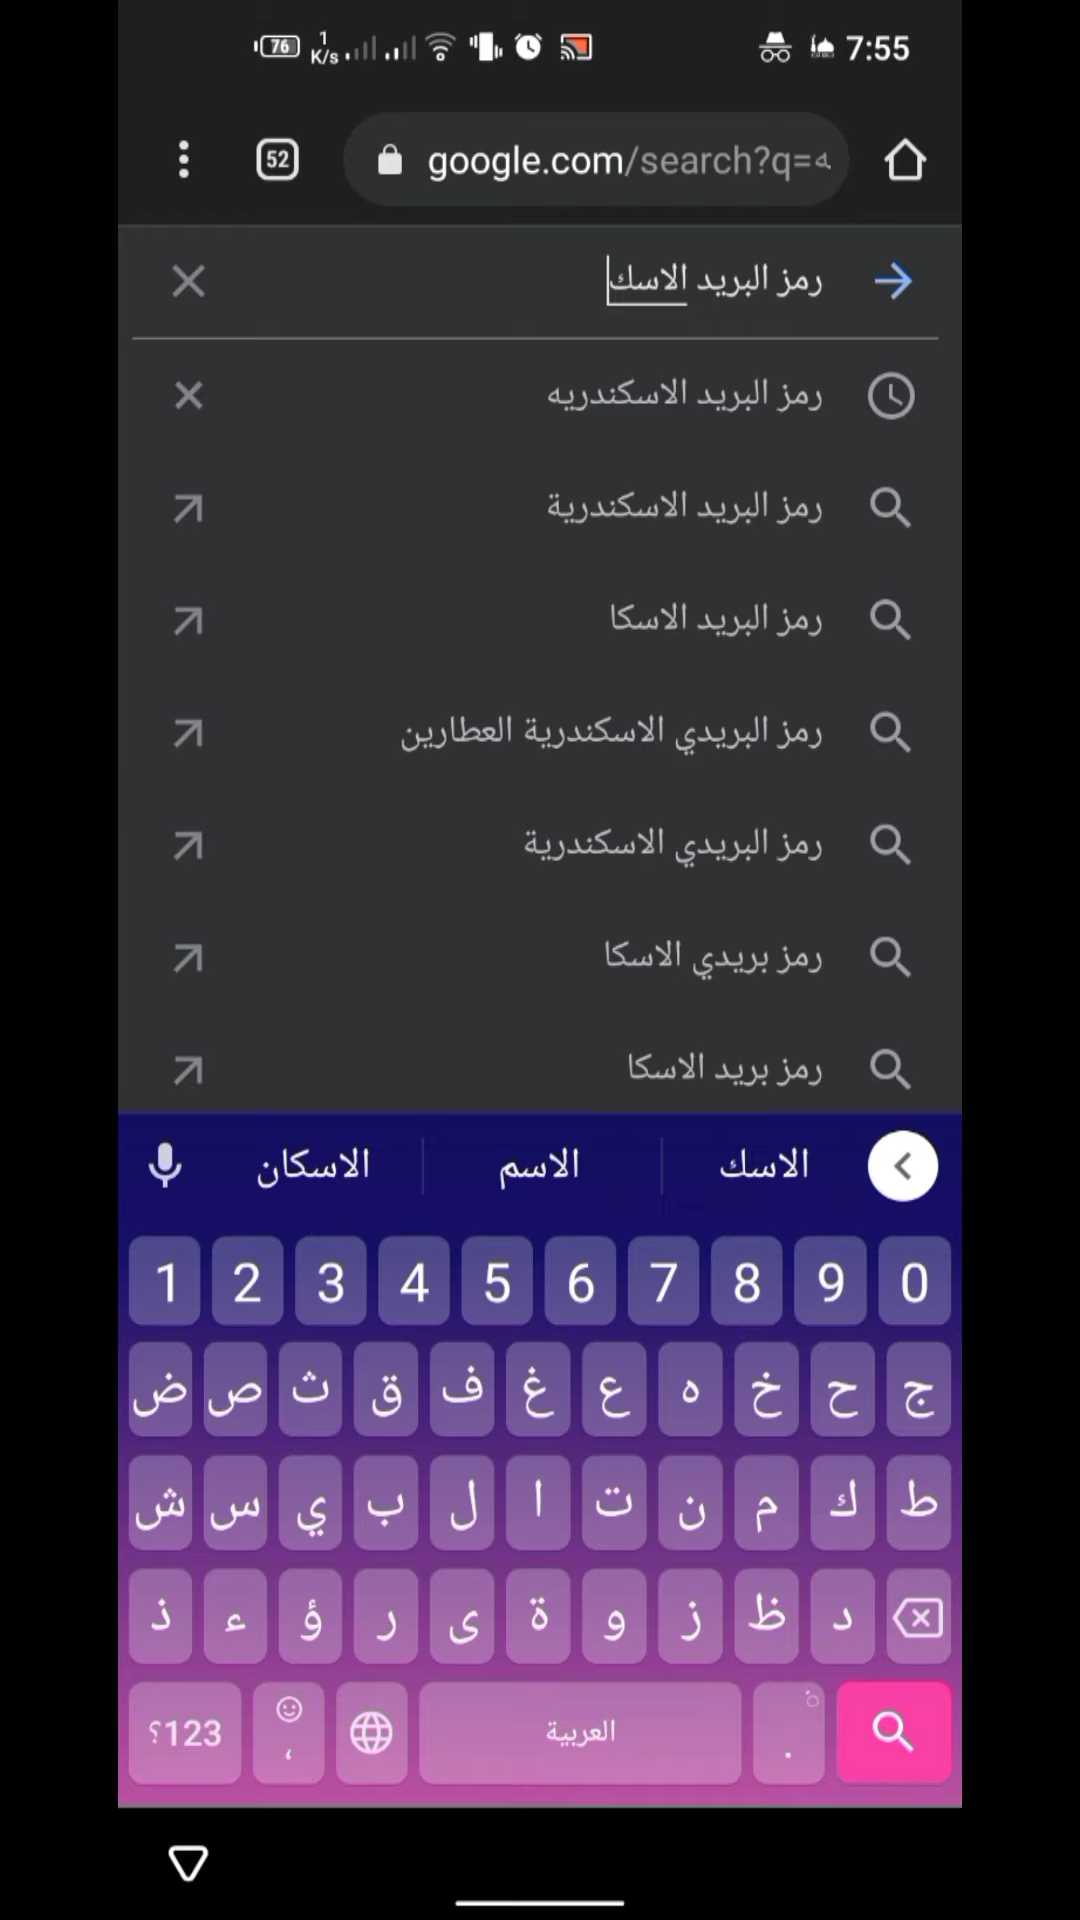 76
1
K/s
7:55
52
google.com/search?q=
رمز البريد الاسك
رمز البريد الاسكندريه
رمز البريد الاسكندرية
رمز البريد الاسكا
رمز البريدي الاسكندرية العطارين
رمز البريدي الاسكندرية
رمز بريدي الاسكا
رمز بريد الاسكا
الاسك الاسم الاسكان
1 2 3 4 5 6 7 8 9 0
ض ص ث ق ف غ ع ه خ ح ج
ش س ي ب ل ا ت ن م ك ط
ذ ء ؤ ر ى ة و ز ظ د
؟123 ، العربية .